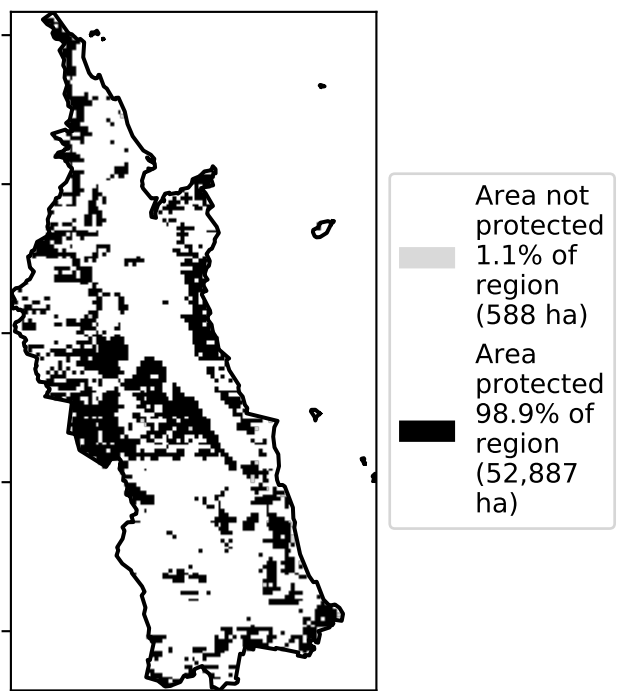 Area not
protected
1.1% of
region
(588 ha)
Area
protected
98.9% of
region
(52,887
ha)